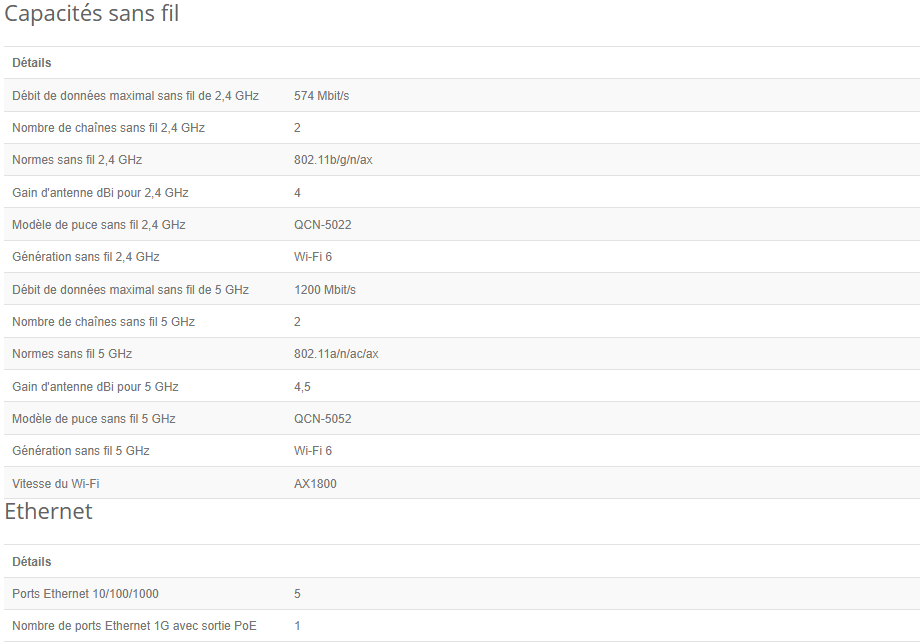 Capacités sans fil
Détails
Débit de données maximal sans fil de 2,4 GHz 574 Mbit/s
Nombre de chaînes sans fil 2,4 GHz 2
Normes sans fil 2,4 GHz 802.11b/g/n/ax
Gain d'antenne dBi pour 2,4 GHz 4
Modèle de puce sans fil 2,4 GHz QCN-5022
Génération sans fil 2,4 GHz Wi-Fi 6
Débit de données maximal sans fil de 5 GHz 1200 Mbit/s
Nombre de chaînes sans fil 5 GHz 2
Normes sans fil 5 GHz 802.11a/n/ac/ax
Gain d'antenne dBi pour 5 GHz 4,5
Modèle de puce sans fil 5 GHz QCN-5052
Génération sans fil 5 GHz Wi-Fi 6
Vitesse du Wi-Fi AX1800
Ethernet
Détails
Ports Ethernet 10/100/1000 5
Nombre de ports Ethernet 1G avec sortie PoE 1